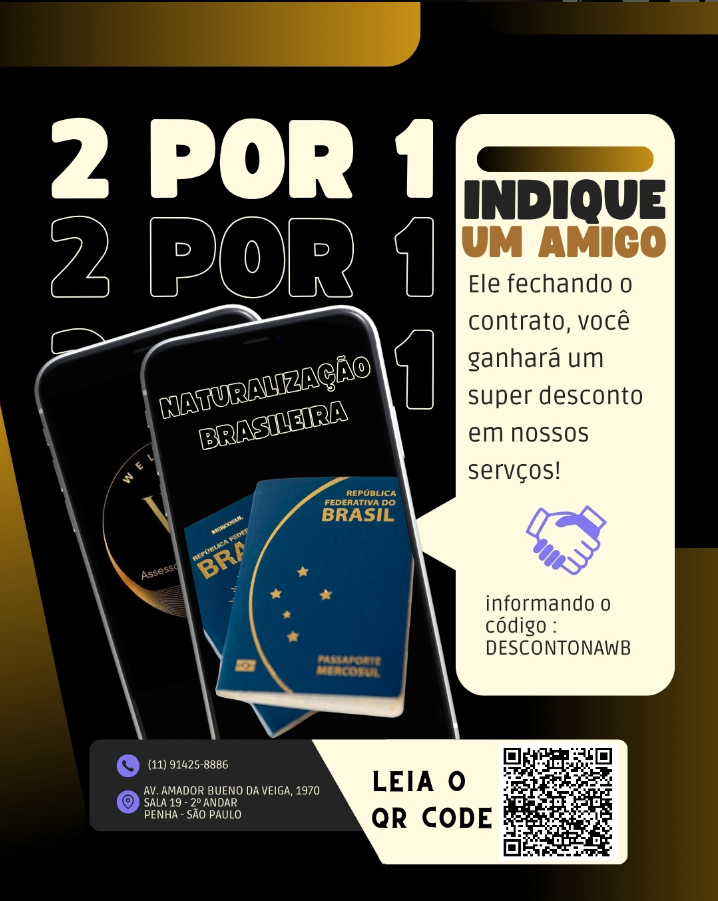 2 POR 1
2 POR 1
1
INDIQUE
UM AMIGO
Ele fechando o
contrato, você
ganhará um
super desconto
em nossos
servços!
informando o
código :
DESCONTONAWB
NATURALIZAÇÃO
BRASILEIRA
REPÚBLICA
FEDERATIVA DO
BRASIL
PASSAPORTE
MERCOSUL
(11) 91425-8886
AV. AMADOR BUENO DA VEIGA, 1970
SALA 19 - 2º ANDAR
PENHA - SÃO PAULO
LEIA O
QR CODE